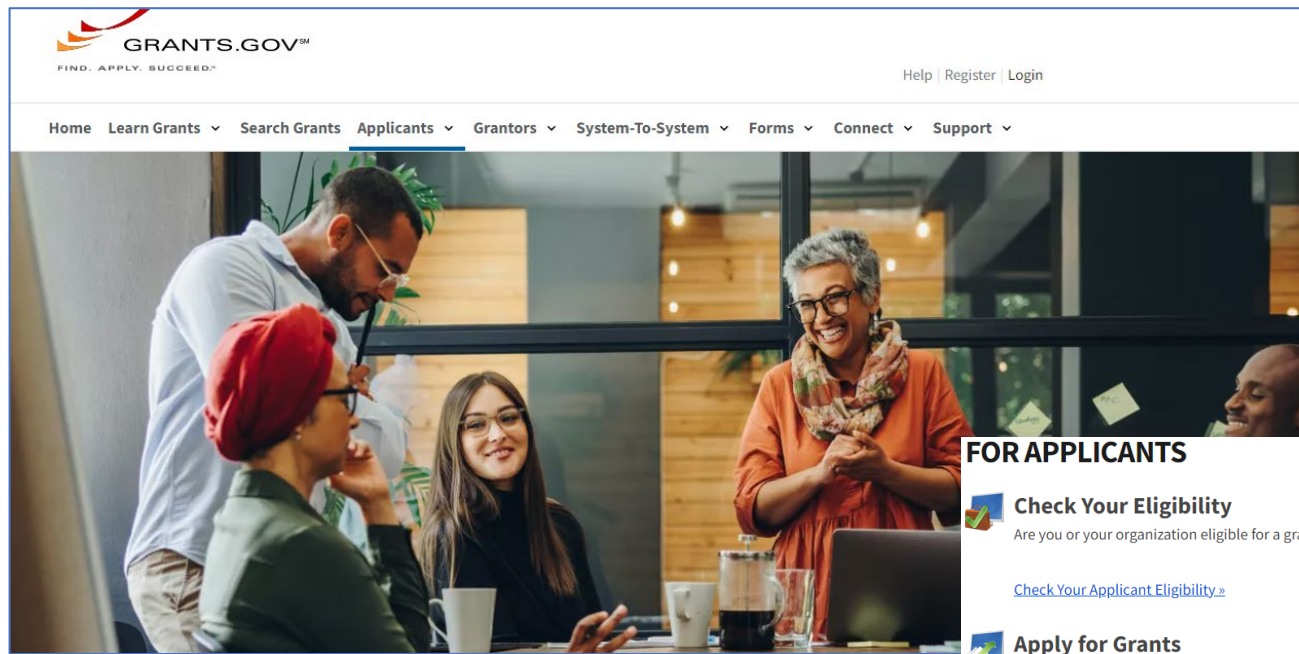 GRANTS.GOV℠
FIND. APPLY. SUCCEED.℠
Help | Register | Login
Home Learn Grants Search Grants Applicants Grantors System-To-System Forms Connect Support
FOR APPLICANTS
Check Your Eligibility
Are you or your organization eligible for a gra
Check Your Applicant Eligibility »
Apply for Grants